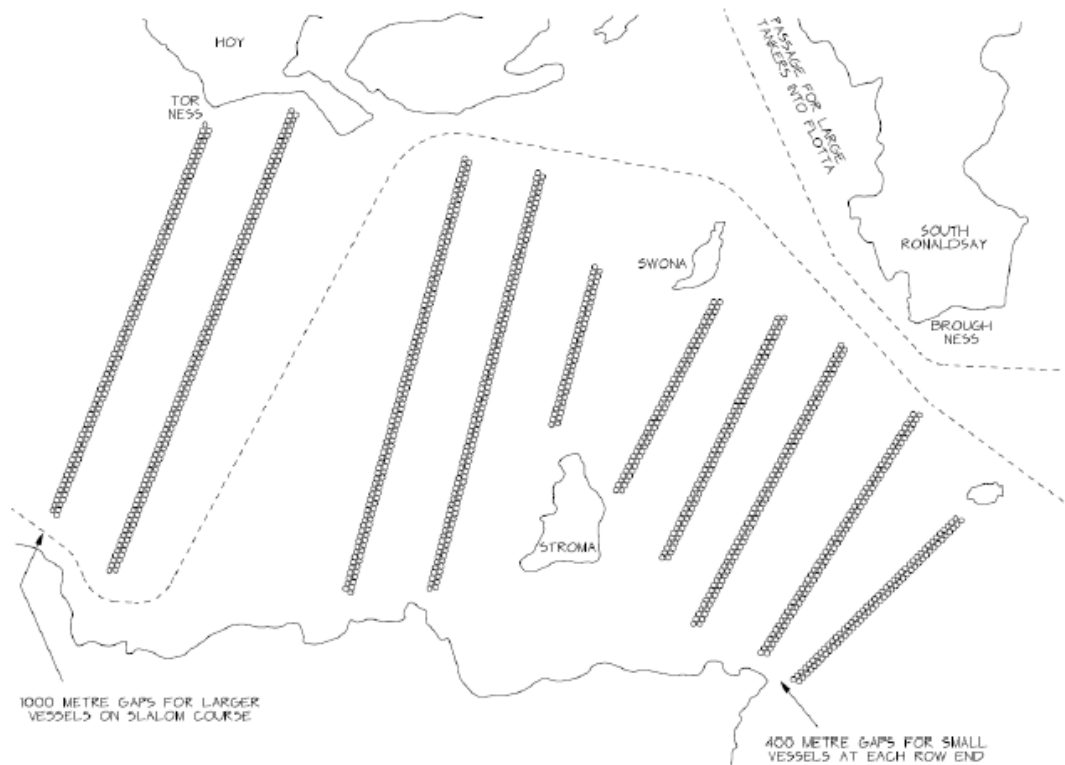 HOY
TOR
NESS
PASSAGE FOR LARGE
TANKERS INTO FLOTTA
SOUTH
RONALDSAY
SWONA
BROUGH
NESS
STROMA
1000 METRE GAPS FOR LARGER
VESSELS ON SLALOM COURSE
400 METRE GAPS FOR SMALL
VESSELS AT EACH ROW END